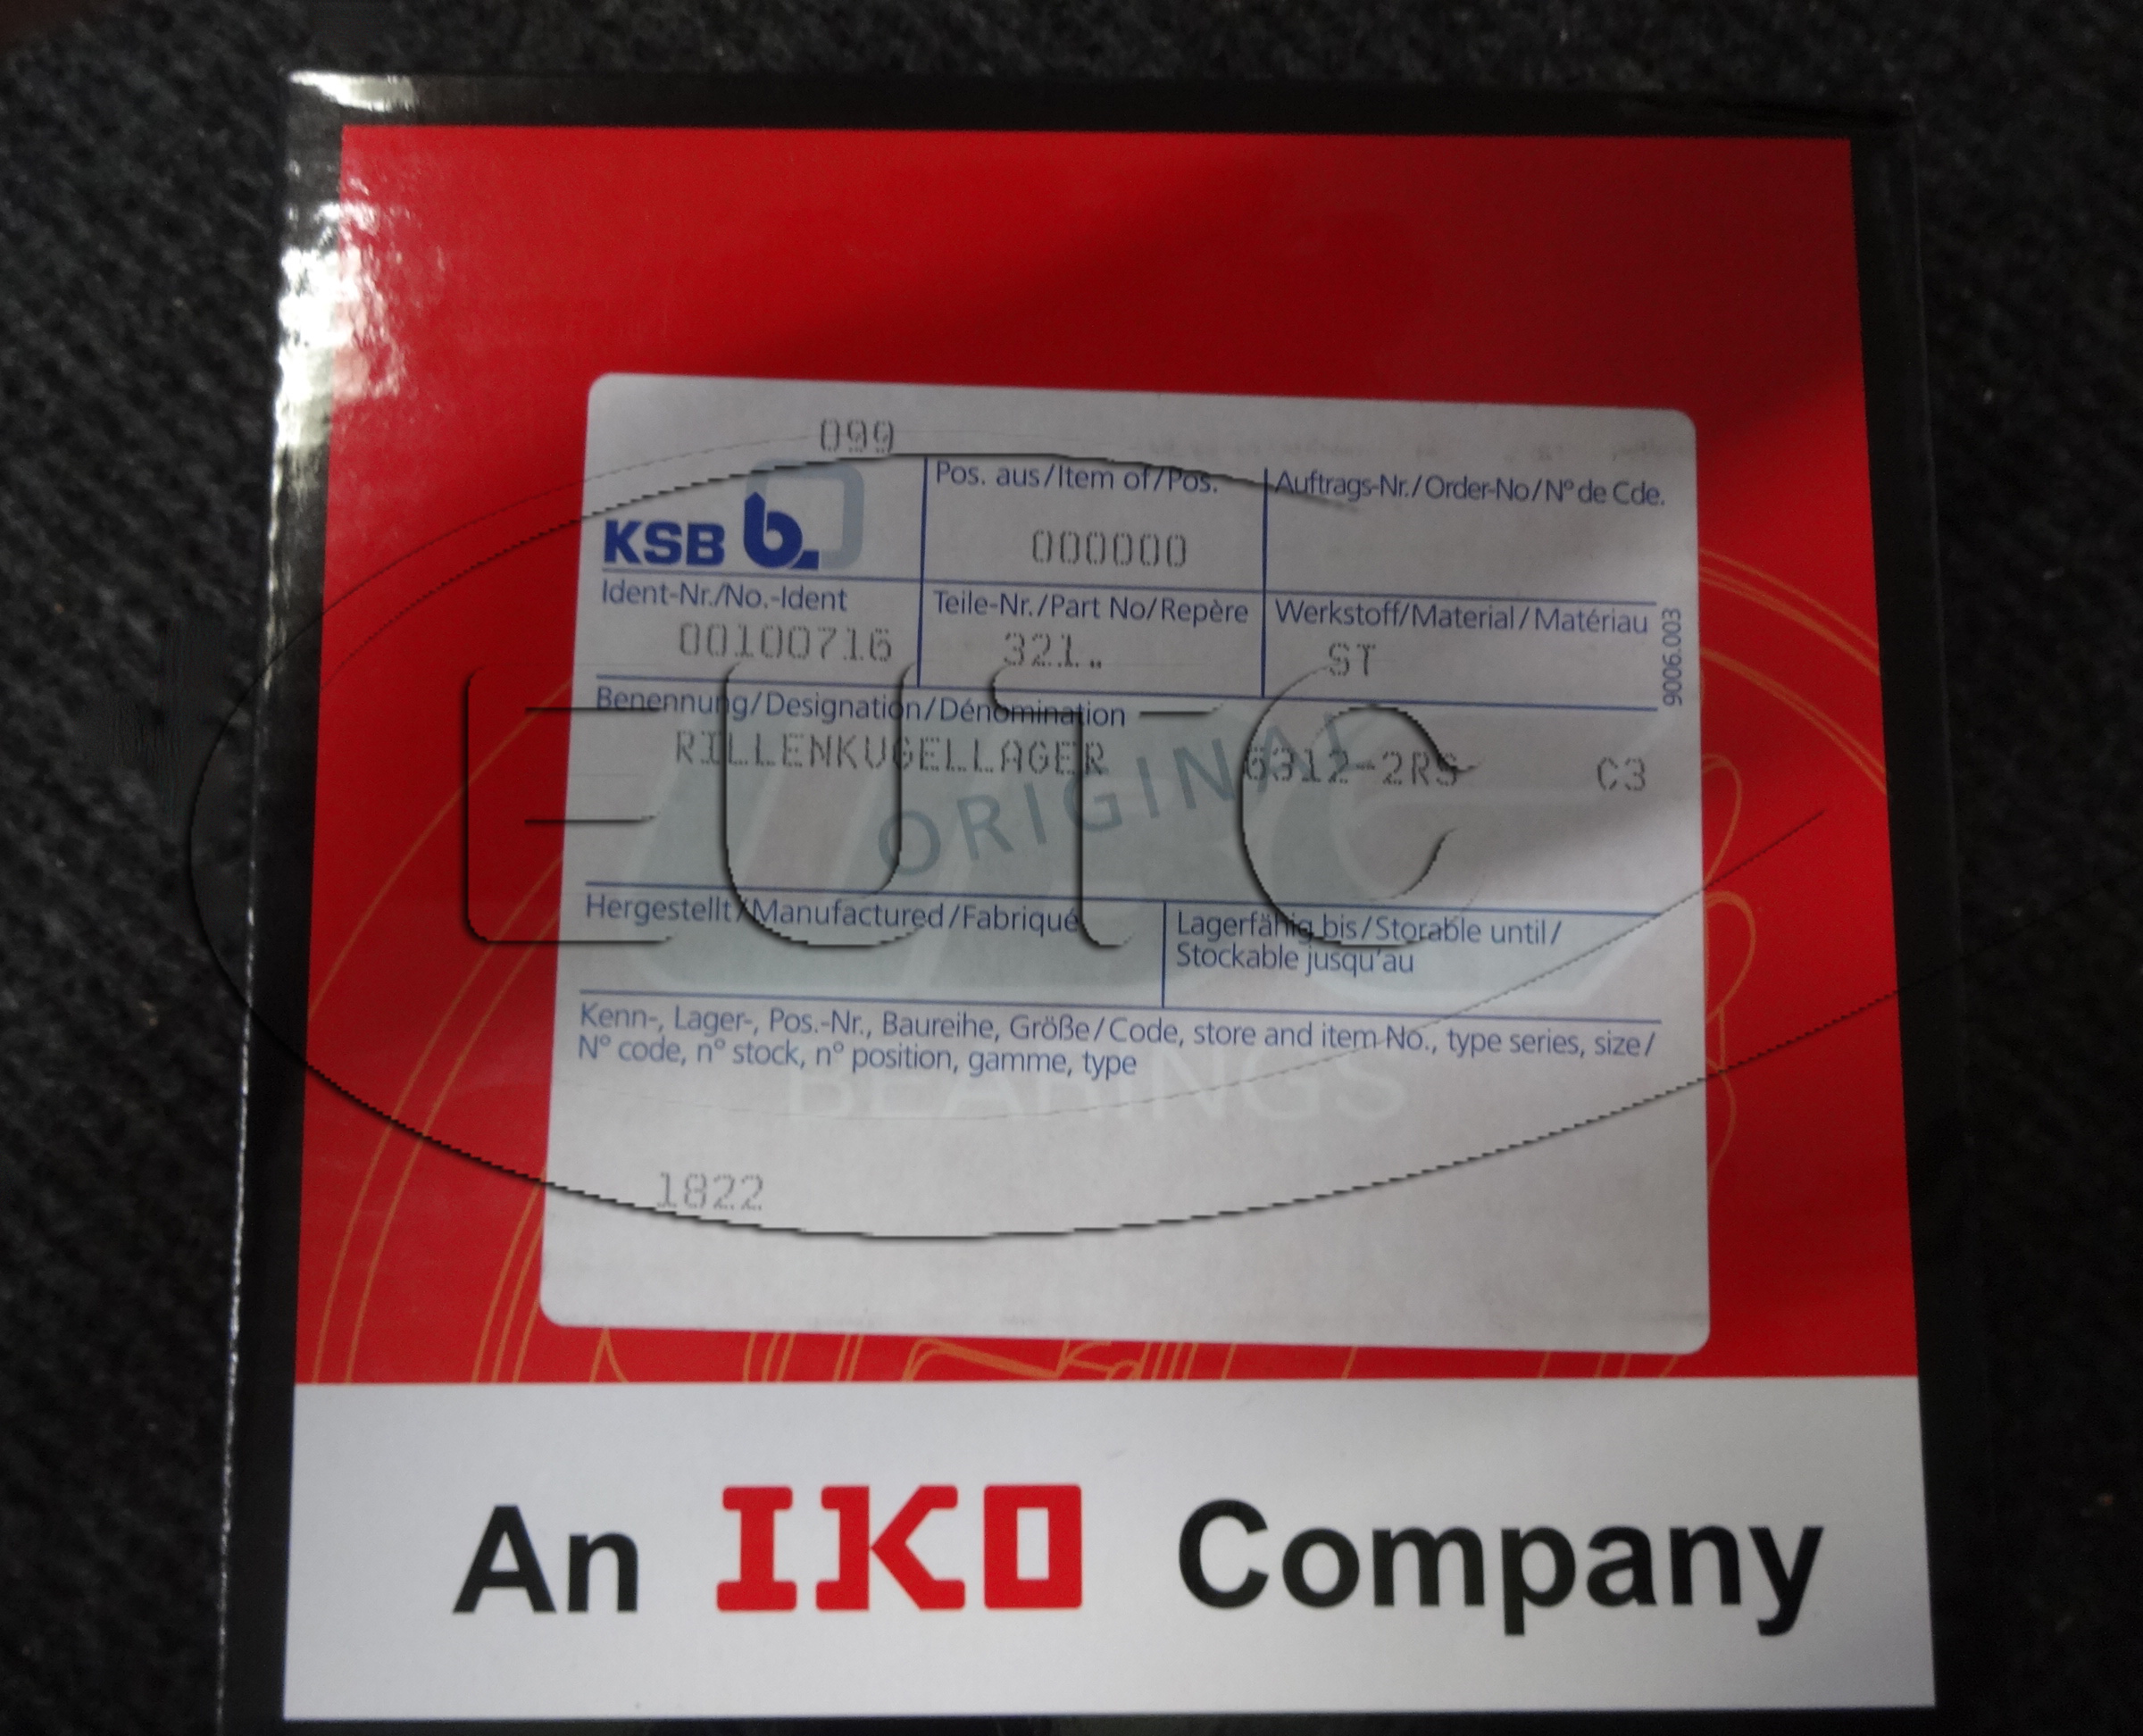 099
KSB b.
Pos. aus/Item of/Pos.
000000
Auftrags-Nr./Order-No/N° de Cde.
Ident-Nr./No.-Ident
00100716
Teile-Nr./Part No/Repère
321..
Werkstoff/Material/Matériau
ST
9006.003
Benennung/Designation/Dénomination
RILLENKUGELLAGER 6312-2RS C3
ORIGINAL
EUTC
Hergestellt/Manufactured/Fabriqué
Lagerfähig bis/Storable until/
Stockable jusqu'au
Kenn-, Lager-, Pos.-Nr., Baureihe, Größe/Code, store and item No., type series, size/
N° code, n° stock, n° position, gamme, type
BEARINGS
1822
An IKO Company